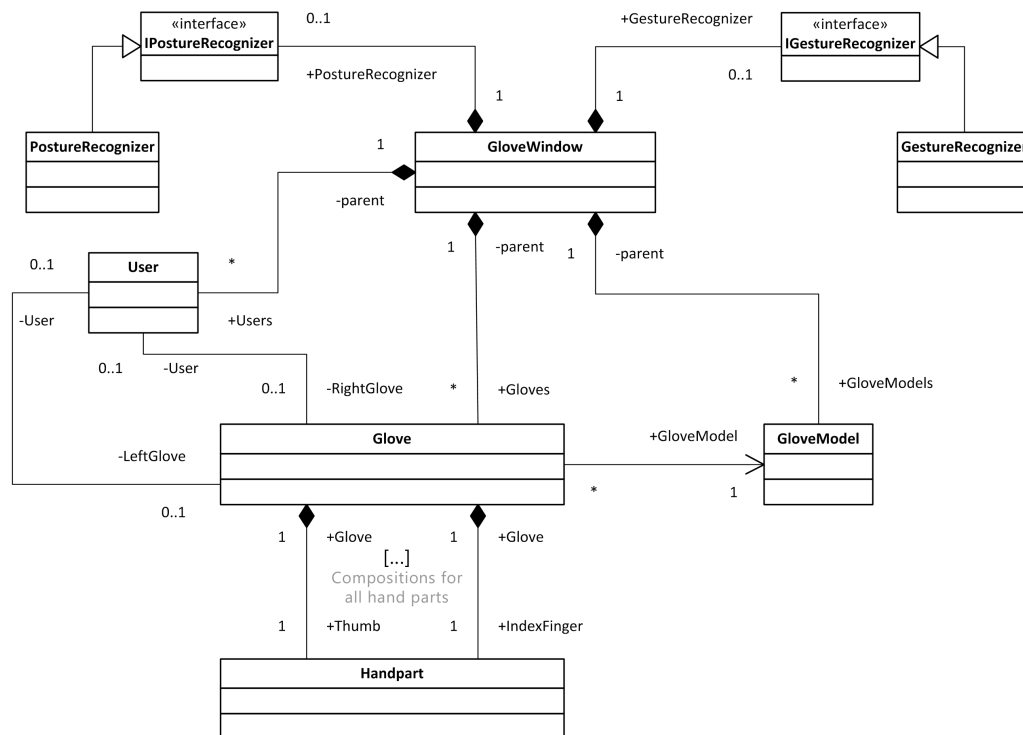 «interface»
IPostureRecognizer
0..1
+PostureRecognizer
1
+GestureRecognizer
«interface»
IGestureRecognizer
0..1
1
PostureRecognizer
GloveWindow
GestureRecognizer
1
-parent
1
-parent
1
-parent
0..1
User
*
-User
+Users
0..1
-User
0..1
-RightGlove
*
+Gloves
*
+GloveModels
Glove
+GloveModel
GloveModel
-LeftGlove
*
1
0..1
1
+Glove
1
+Glove
[...]
Compositions for
all hand parts
1
+Thumb
1
+IndexFinger
Handpart